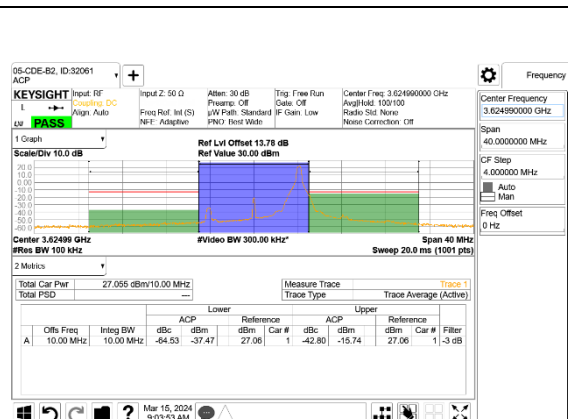 05-CDE-B2, ID:32061
ACP
Frequency
KEYSIGHT Input: RF Input Z: 50 Ω Atten: 30 dB Trig: Free Run Center Freq: 3.624990000 GHz
L Coupling: DC Preamp: Off Gate: Off Avg|Hold: 100/100
Align: Auto Freq Ref: Int (S) µW Path: Standard IF Gain: Low Radio Std: None
PASS NFE: Adaptive PNO: Best Wide Noise Correction: Off
Center Frequency
3.624990000 GHz
Span
40.0000000 MHz
CF Step
4.000000 MHz
Auto
Man
Freq Offset
0 Hz
1 Graph
Ref Lvl Offset 13.78 dB
Scale/Div 10.0 dB Ref Value 30.00 dBm
20.0
10.0
0.0
-10.0
-20.0
-30.0
-40.0
-50.0
-60.0
Center 3.62499 GHz #Video BW 300.00 kHz* Span 40 MHz
#Res BW 100 kHz Sweep 20.0 ms (1001 pts)
2 Metrics
Total Car Pwr 27.055 dBm/10.00 MHz Measure Trace Trace 1
Total PSD --- Trace Type Trace Average (Active)
Lower Upper
ACP Reference ACP Reference
Offs Freq Integ BW dBc dBm dBm Car # dBc dBm dBm Car # Filter
A 10.00 MHz 10.00 MHz -64.53 -37.47 27.06 1 -42.80 -15.74 27.06 1 -3 dB
Mar 15, 2024
9:03:53 AM